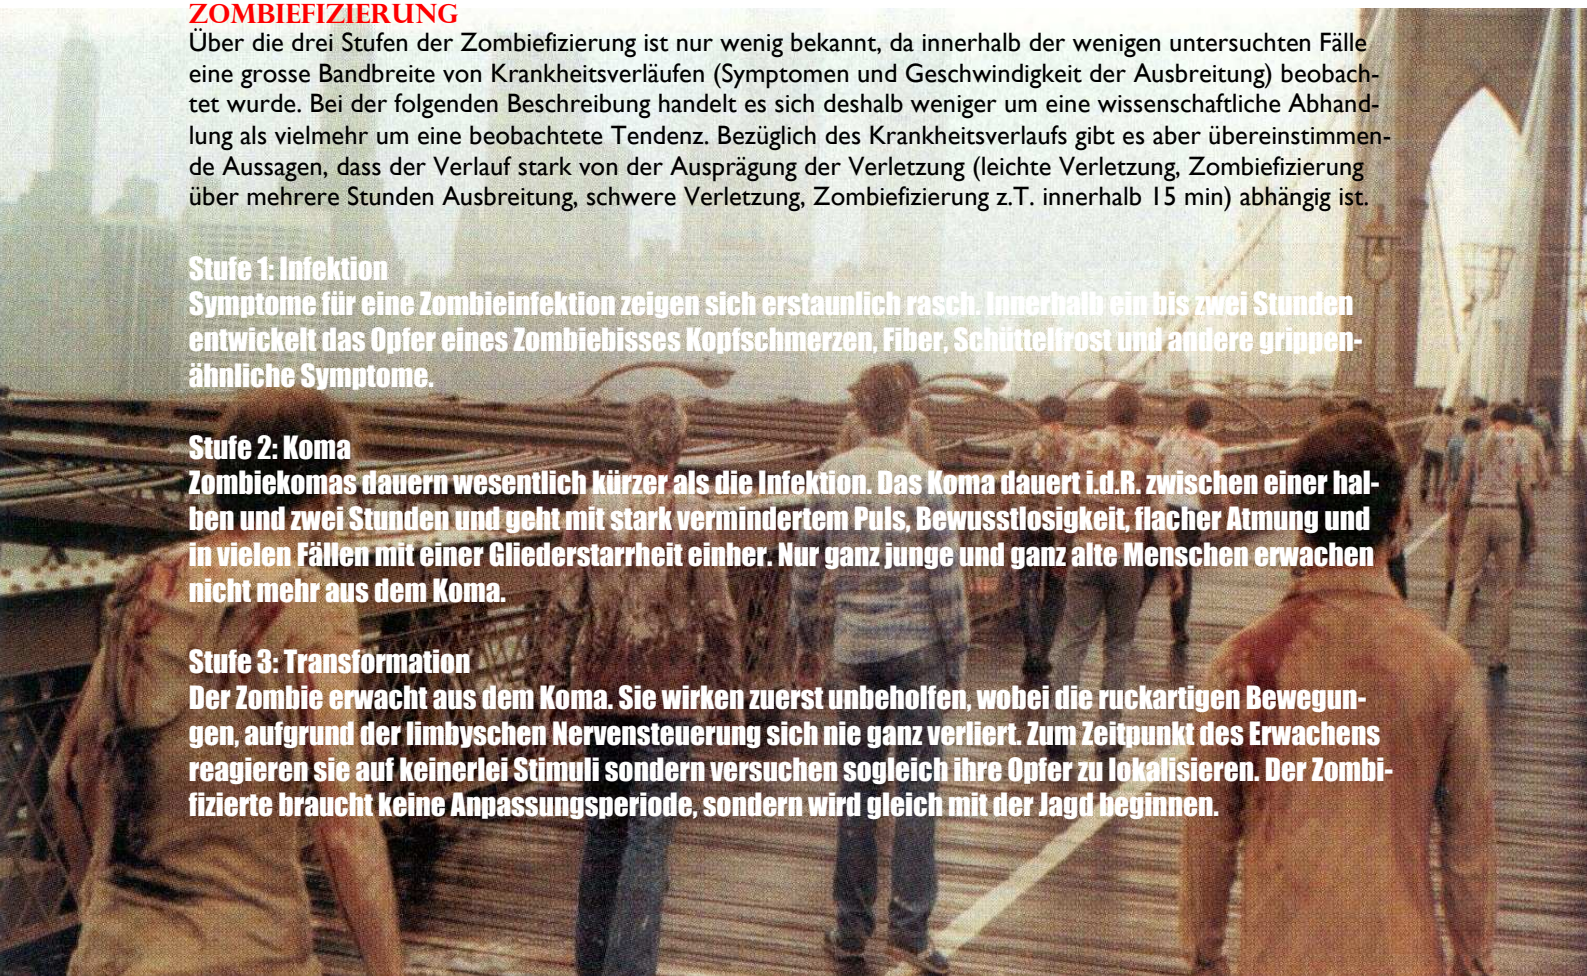 ZOMBIEFIZIERUNG
Über die drei Stufen der Zombiefizierung ist nur wenig bekannt, da innerhalb der wenigen untersuchten Fälle
eine grosse Bandbreite von Krankheitsverläufen (Symptomen und Geschwindigkeit der Ausbreitung) beobach-
tet wurde. Bei der folgenden Beschreibung handelt es sich deshalb weniger um eine wissenschaftliche Abhand-
lung als vielmehr um eine beobachtete Tendenz. Bezüglich des Krankheitsverlaufs gibt es aber übereinstimmen-
de Aussagen, dass der Verlauf stark von der Ausprägung der Verletzung (leichte Verletzung, Zombiefizierung
über mehrere Stunden Ausbreitung, schwere Verletzung, Zombiefizierung z.T. innerhalb 15 min) abhängig ist.
Stufe 1: Infektion
Symptome für eine Zombieinfektion zeigen sich erstaunlich rasch. Innerhalb ein bis zwei Stunden
entwickelt das Opfer eines Zombiebisses Kopfschmerzen, Fiber, Schüttelfrost und andere grippen-
ähnliche Symptome.
Stufe 2: Koma
Zombiekomas dauern wesentlich kürzer als die Infektion. Das Koma dauert i.d.R. zwischen einer hal-
ben und zwei Stunden und geht mit stark vermindertem Puls, Bewusstlosigkeit, flacher Atmung und
in vielen Fällen mit einer Gliederstarrheit einher. Nur ganz junge und ganz alte Menschen erwachen
nicht mehr aus dem Koma.
Stufe 3: Transformation
Der Zombie erwacht aus dem Koma. Sie wirken zuerst unbeholfen, wobei die ruckartigen Bewegun-
gen, aufgrund der limbyschen Nervensteuerung sich nie ganz verliert. Zum Zeitpunkt des Erwachens
reagieren sie auf keinerlei Stimuli sondern versuchen sogleich ihre Opfer zu lokalisieren. Der Zombi-
fizierte braucht keine Anpassungsperiode, sondern wird gleich mit der Jagd beginnen.